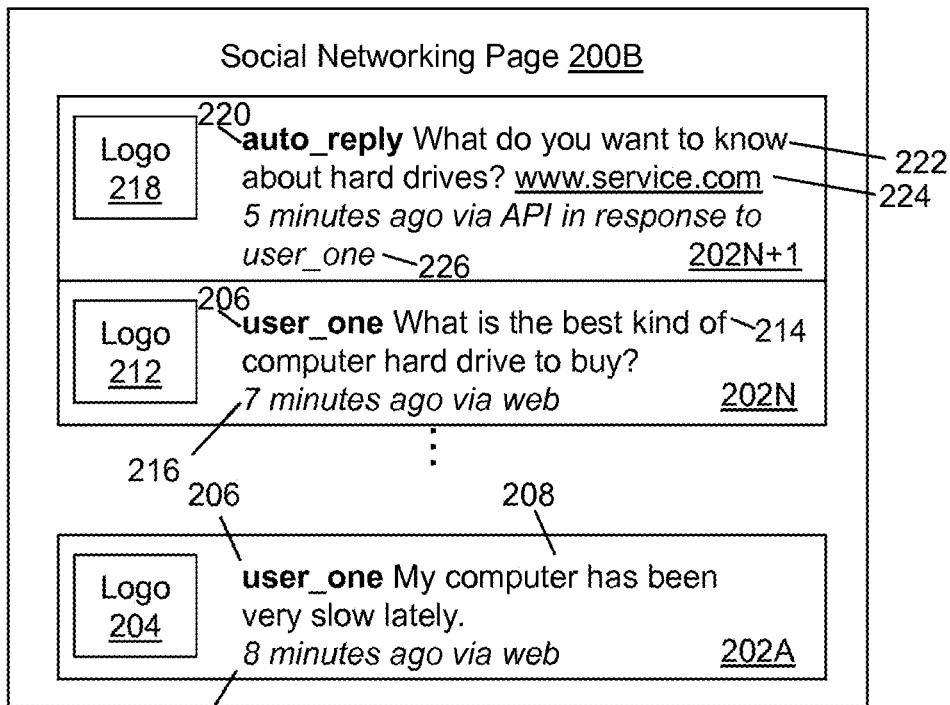 Social Networking Page 200B
220
Logo
218
auto_reply What do you want to know
about hard drives? www.service.com
5 minutes ago via API in response to
user_one
222
224
226
202N+1
206
Logo
212
user_one What is the best kind of
computer hard drive to buy?
7 minutes ago via web
214
202N
216
206
208
Logo
204
user_one My computer has been
very slow lately.
8 minutes ago via web
202A